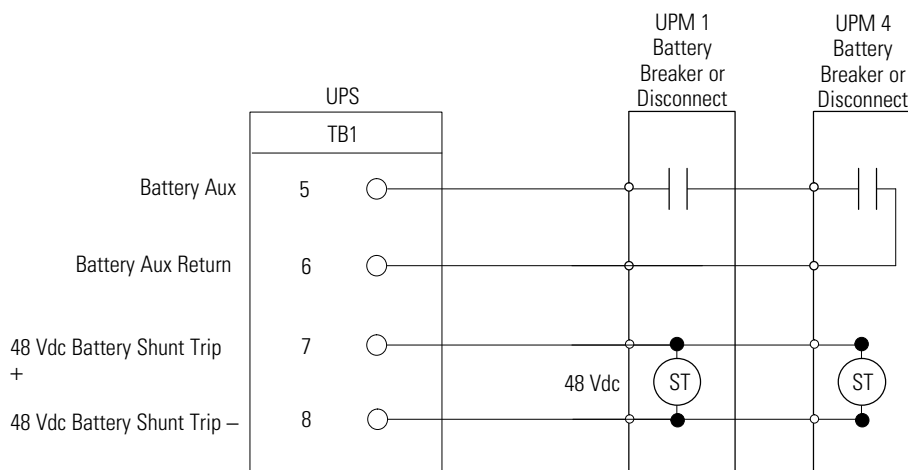 UPM 1
Battery
Breaker or
Disconnect
UPM 4
Battery
Breaker or
Disconnect
UPS
TB1
Battery Aux 5
Battery Aux Return 6
48 Vdc Battery Shunt Trip 7
+
48 Vdc ST ST
48 Vdc Battery Shunt Trip – 8